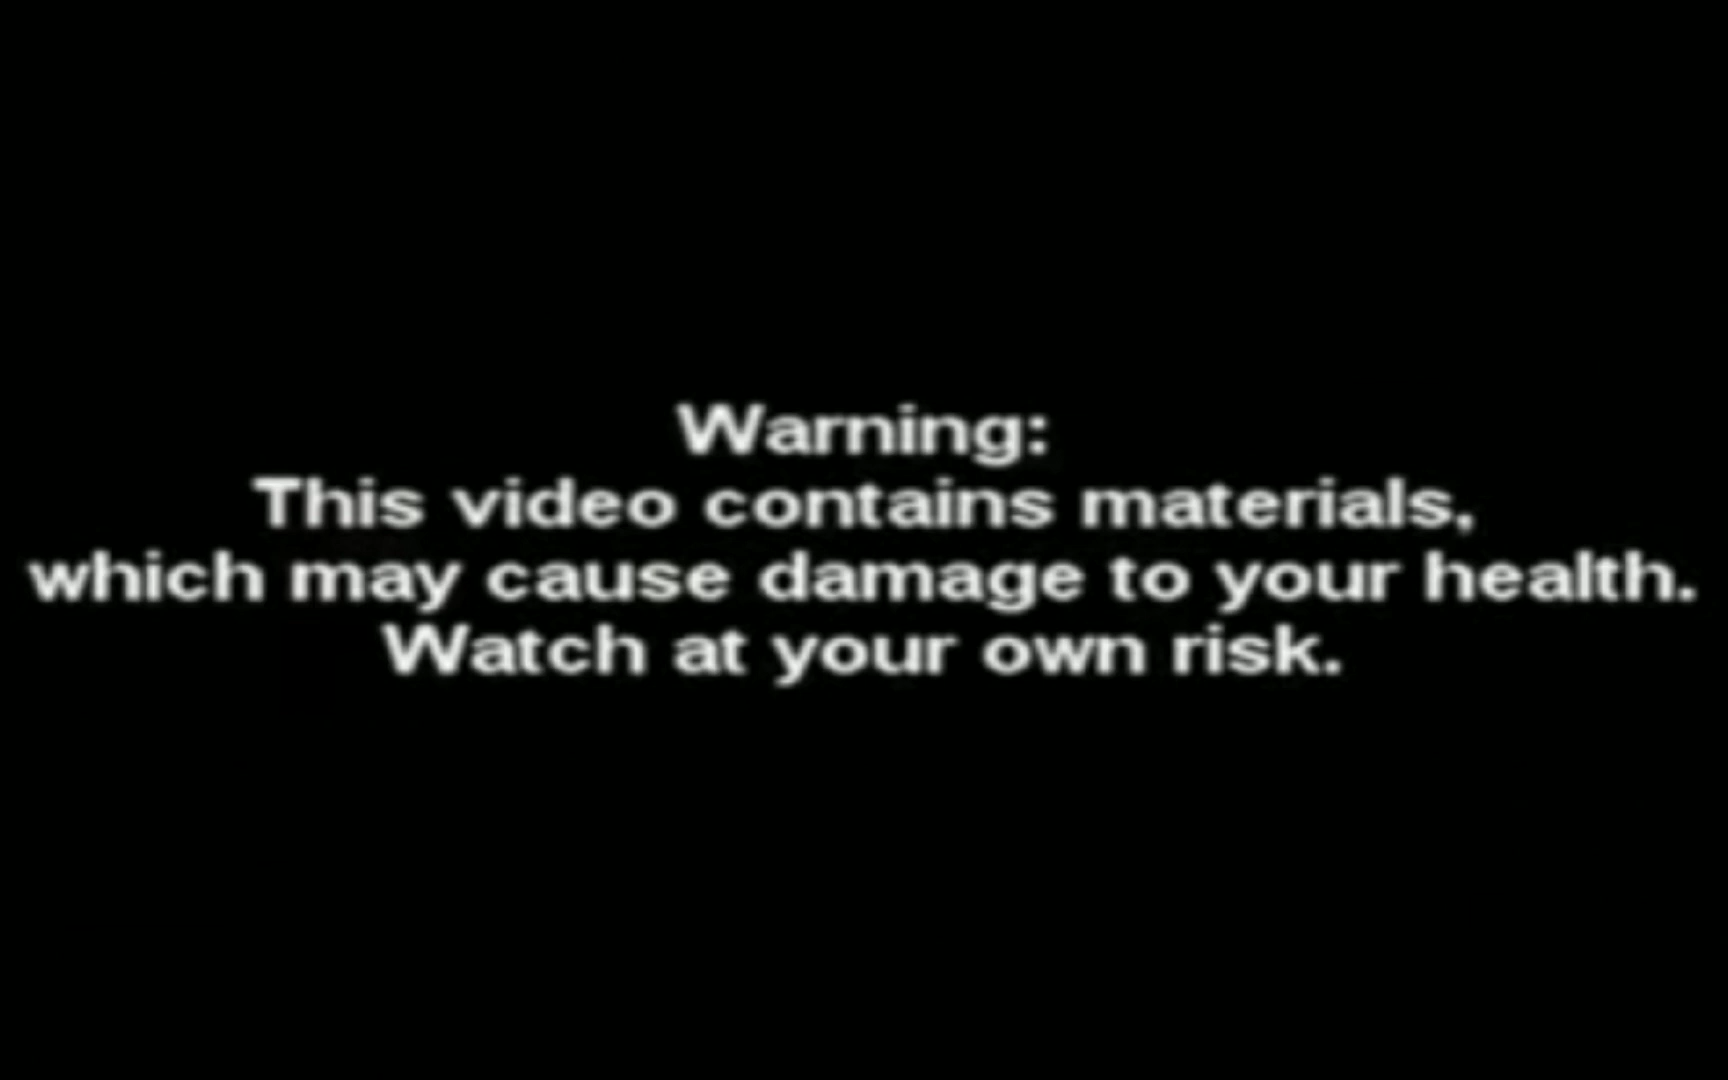 Warning:
This video contains materials,
which may cause damage to your health.
Watch at your own risk.